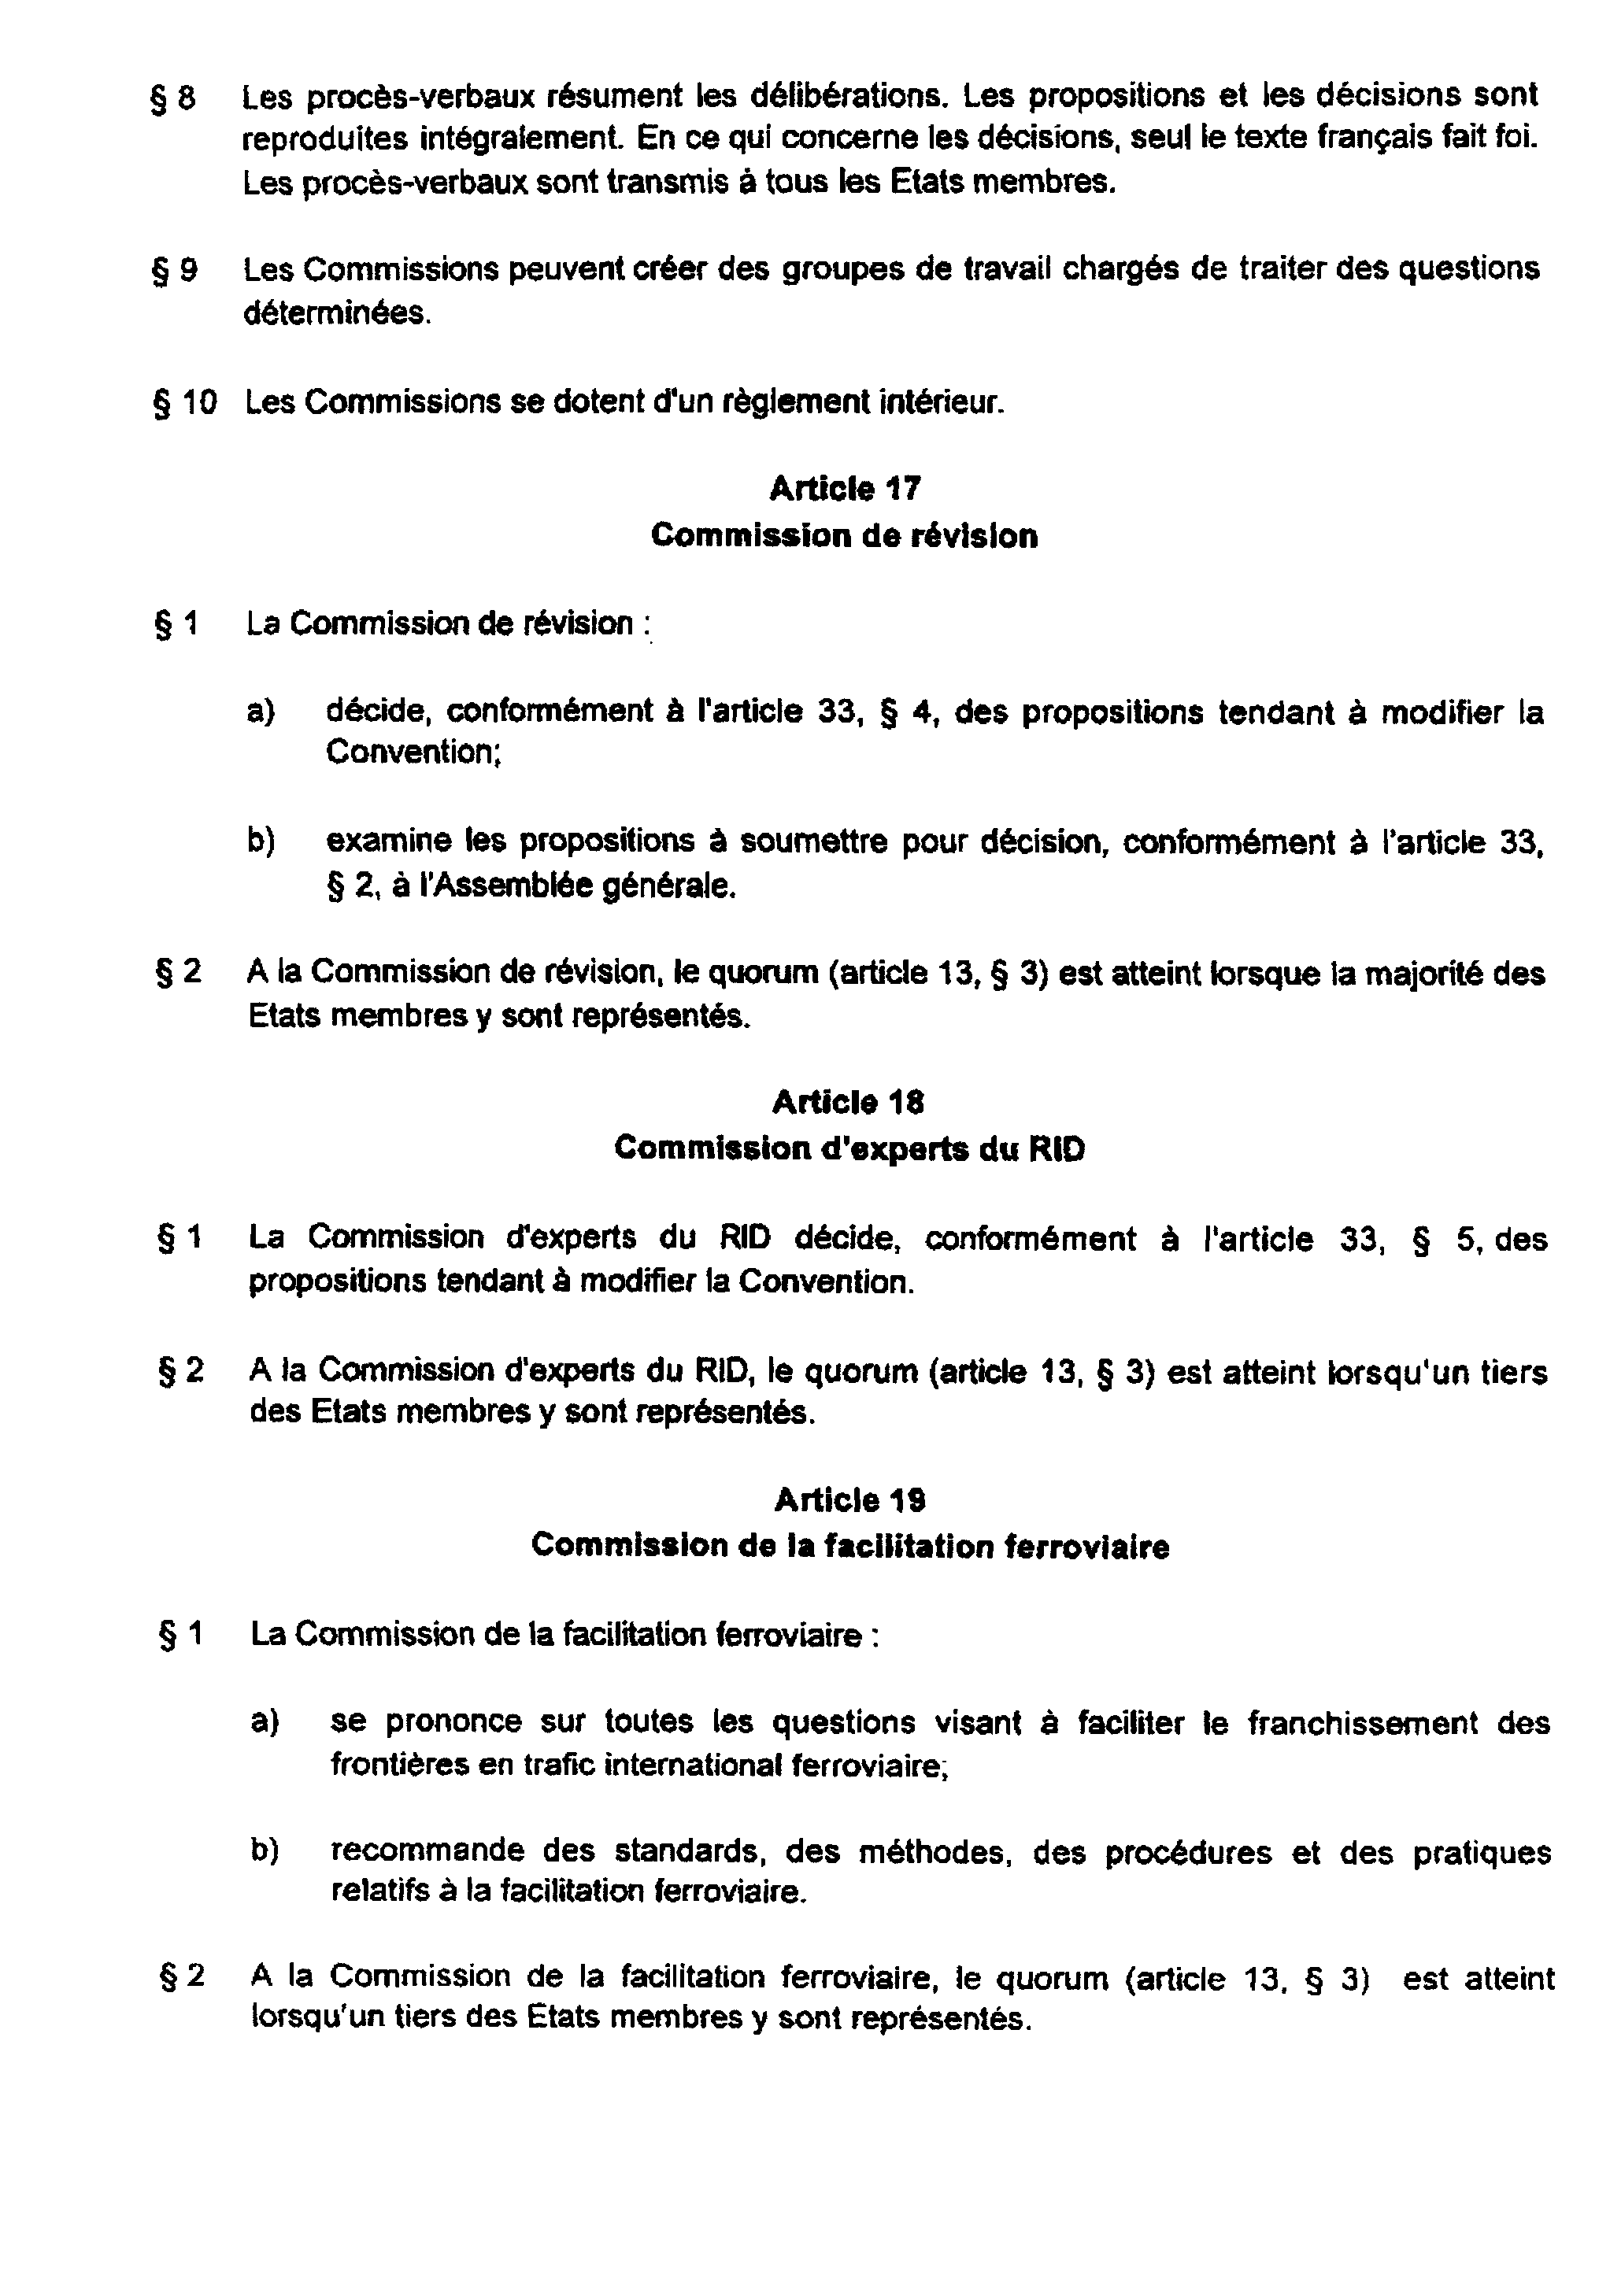 § 8 Les procès-verbaux résument les délibérations. Les propositions et les décisions sont
reproduites intégralement. En ce qui concerne les décisions, seul le texte français fait foi.
Les procès-verbaux sont transmis à tous les Etats membres.
§ 9 Les Commissions peuvent créer des groupes de travail chargés de traiter des questions
déterminées.
§ 10 Les Commissions se dotent d'un règlement intérieur.
Article 17
Commission de révision
§ 1 La Commission de révision :
a) décide, conformément à l'article 33, § 4, des propositions tendant à modifier la
Convention;
b) examine les propositions à soumettre pour décision, conformément à l'article 33,
§ 2, à l'Assemblée générale.
§ 2 A la Commission de révision, le quorum (article 13, § 3) est atteint lorsque la majorité des
Etats membres y sont représentés.
Article 18
Commission d'experts du RID
§ 1 La Commission d'experts du RID décide, conformément à l'article 33, § 5, des
propositions tendant à modifier la Convention.
§ 2 A la Commission d'experts du RID, le quorum (article 13, § 3) est atteint lorsqu'un tiers
des Etats membres y sont représentés.
Article 19
Commission de la facilitation ferroviaire
§ 1 La Commission de la facilitation ferroviaire :
a) se prononce sur toutes les questions visant à faciliter le franchissement des
frontières en trafic international ferroviaire;
b) recommande des standards, des méthodes, des procédures et des pratiques
relatifs à la facilitation ferroviaire.
§ 2 A la Commission de la facilitation ferroviaire, le quorum (article 13, § 3) est atteint
lorsqu'un tiers des Etats membres y sont représentés.